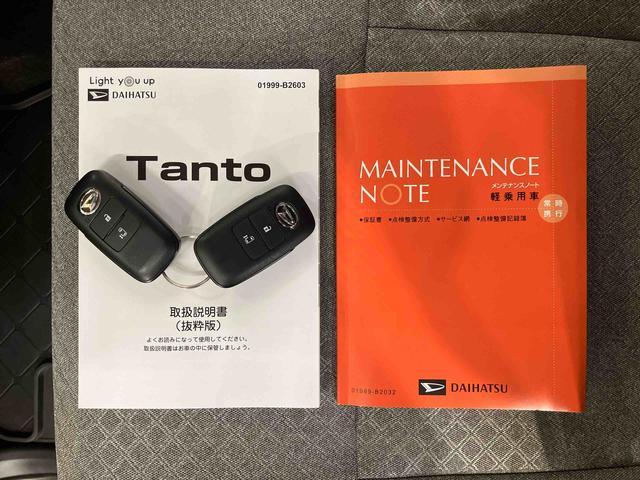 Light you up
DAIHATSU
01999-B2603
Tanto
取扱説明書
(抜粋版)
よくお読みになって使用してください。
取扱説明書はお車の中に保管しましょう。
MAINTENANCE
NOTE
メンテナンスノート
軽乗用車
常時
携行
●保証書 ●点検整備方式 ●サービス網 ●点検整備記録簿
01999-B2032
DAIHATSU